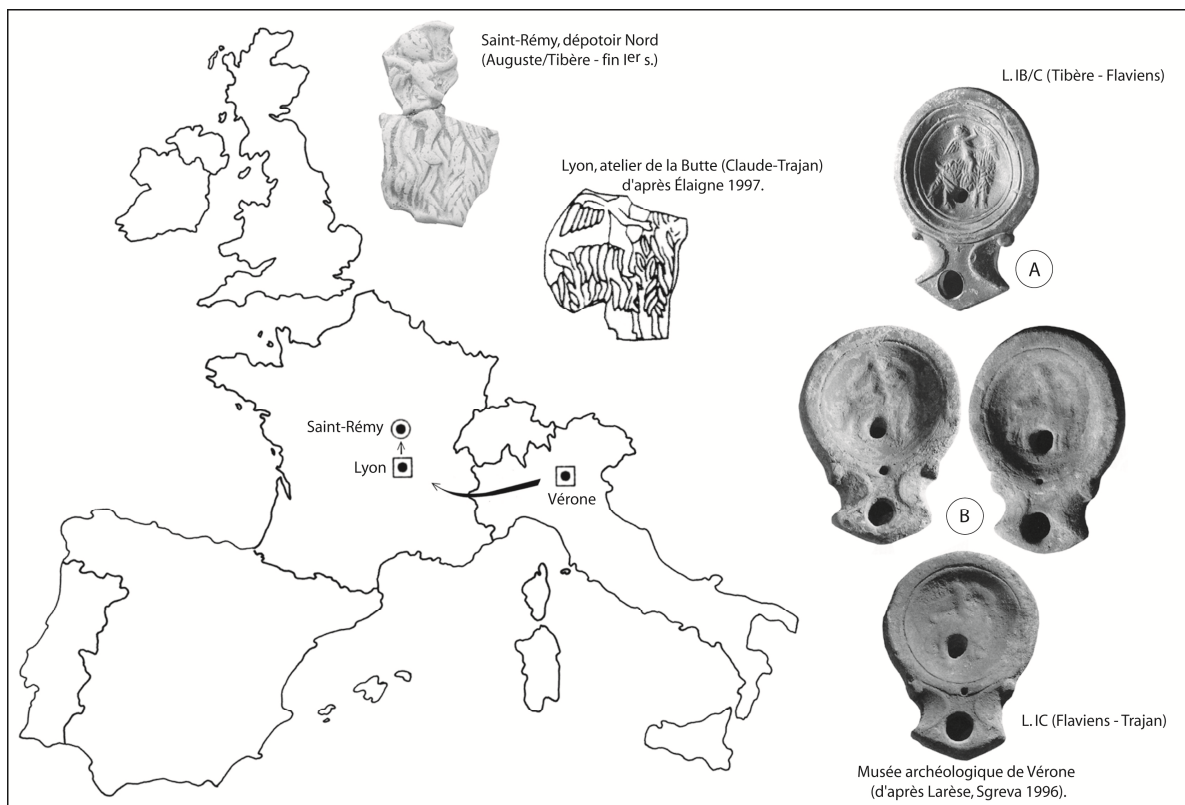 Saint-Rémy, dépotoir Nord
(Auguste/Tibère - fin Ier s.)
L. IB/C (Tibère - Flaviens)
Lyon, atelier de la Butte (Claude-Trajan)
d'après Élaigne 1997.
A
Saint-Rémy
Lyon
Vérone
B
L. IC (Flaviens - Trajan)
Musée archéologique de Vérone
(d'après Larèse, Sgreva 1996).